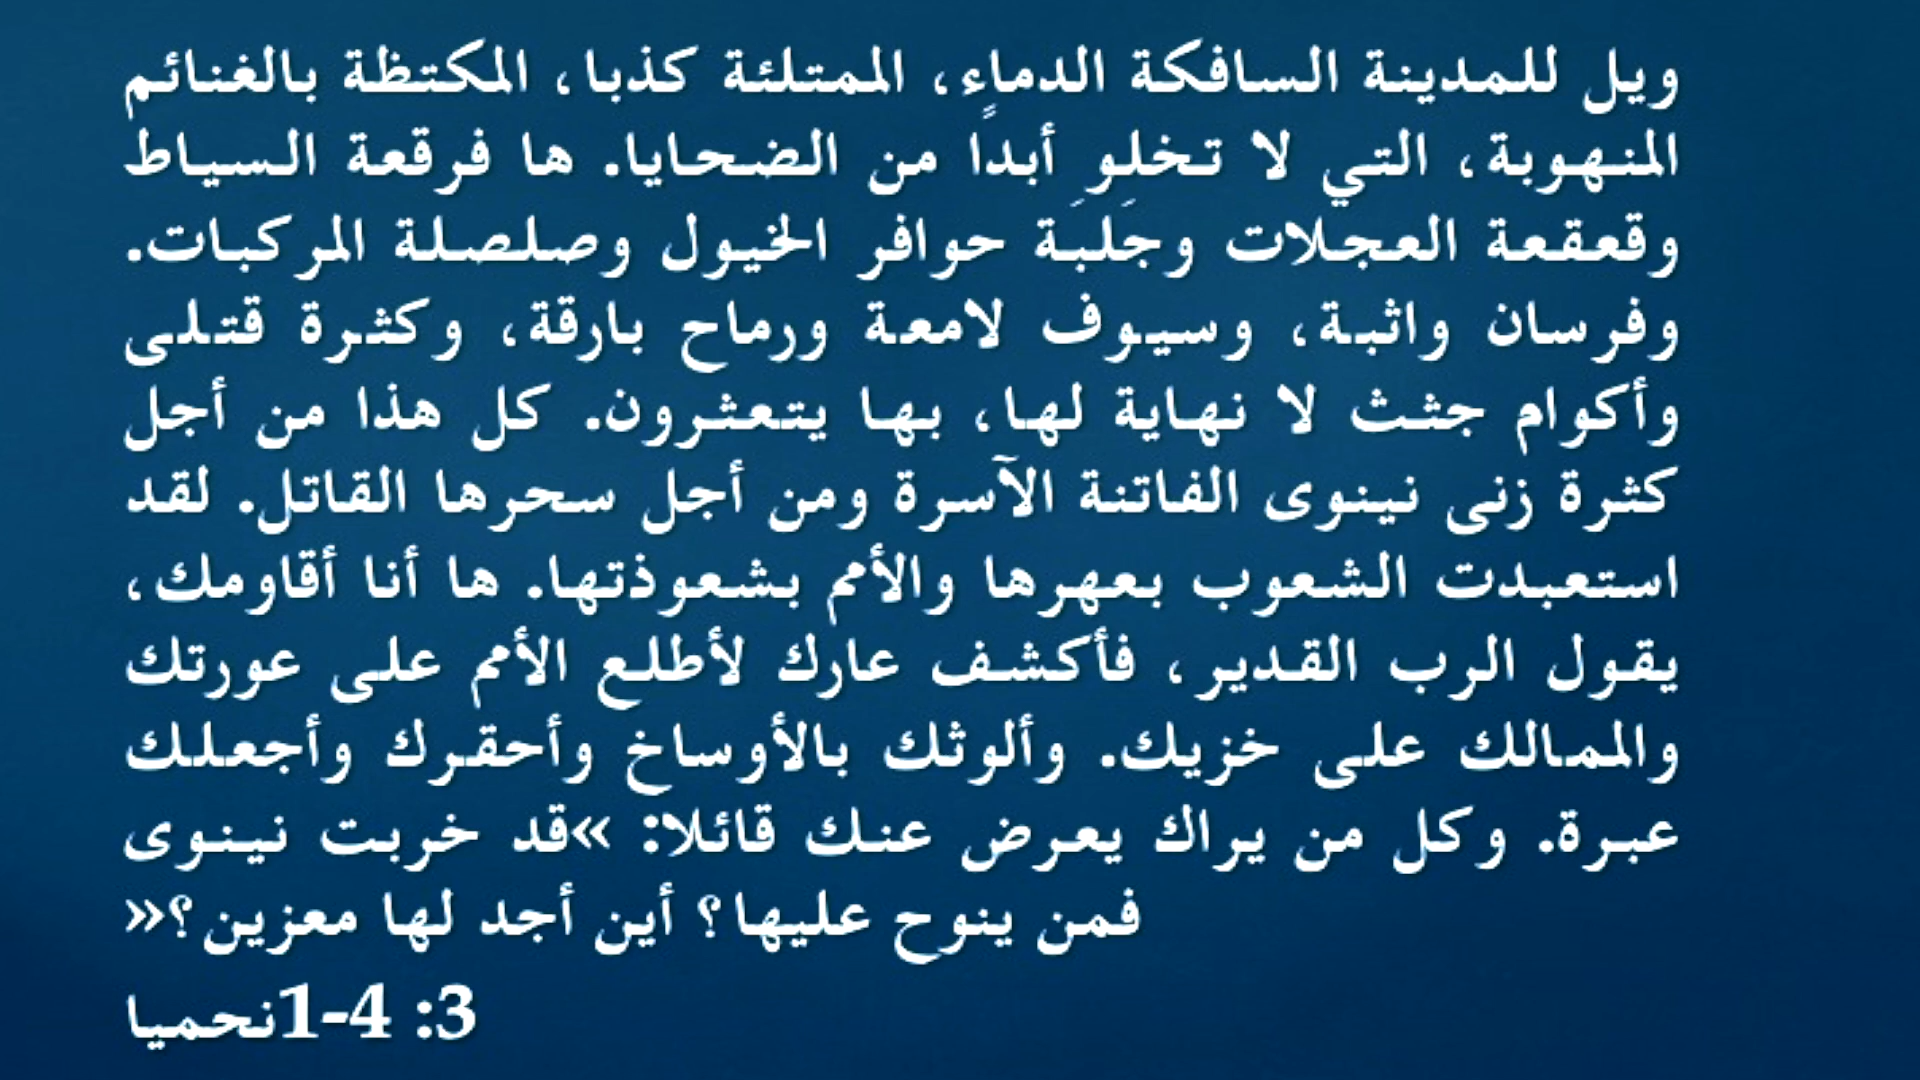 ويل للمدينة السافكة الدماءِ، الممتلئة كذبا، المكتظة بالغنائم
المنهوبة، التي لا تخلو أبداً من الضحايا. ها فرقعة السياط
وقعقعة العجلات وجَلبَة حوافر الخيول وصلصلة المركبات.
وفرسان واثبة، وسيوف لامعة ورماح بارقة، وكثرة قتلى
وأكوام جثث لا نهاية لها، بها يتعثرون. كل هذا من أجل
كثرة زنى نينوى الفاتنة الآسرة ومن أجل سحرها القاتل. لقد
استعبدت الشعوب بعهرها والأمم بشعوذتها. ها أنا أقاومك،
يقول الرب القدير، فأكشف عارك لأطلع الأمم على عورتك
والممالك على خزيك. وألوثك بالأوساخ وأحقرك وأجعلك
عبرة. وكل من يراك يعرض عنك قائلا: »قد خربت نينوى
فمن ينوح عليها؟ أين أجد لها معزين؟«
نحميا1-4 :3